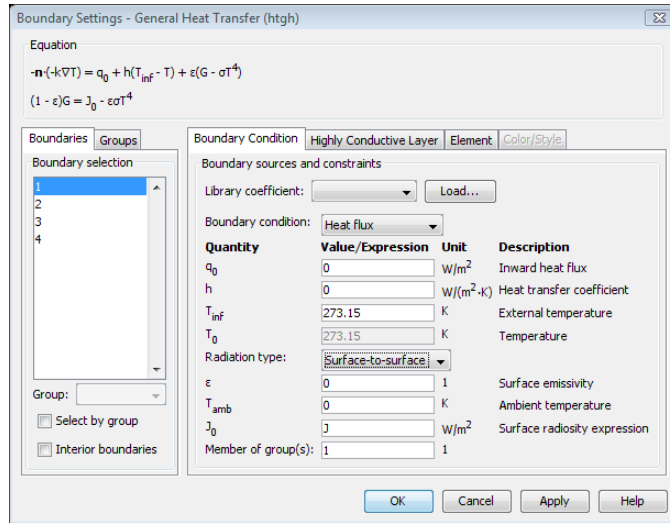 Boundary Settings - General Heat Transfer (htgh)
Equation
-n·(-k∇T) = q0 + h(Tinf - T) + ε(G - σT⁴)
(1 - ε)G = J0 - εσT⁴
Boundaries Groups
Boundary selection
1
2
3
4
Group:
Select by group
Interior boundaries
Boundary Condition Highly Conductive Layer Element Color/Style
Boundary sources and constraints
Library coefficient: Load...
Boundary condition: Heat flux
Quantity Value/Expression Unit Description
q0 0 W/m² Inward heat flux
h 0 W/(m²·K) Heat transfer coefficient
Tinf 273.15 K External temperature
T0 273.15 K Temperature
Radiation type: Surface-to-surface
ε 0 1 Surface emissivity
Tamb 0 K Ambient temperature
J0 J W/m² Surface radiosity expression
Member of group(s): 1 1
OK Cancel Apply Help